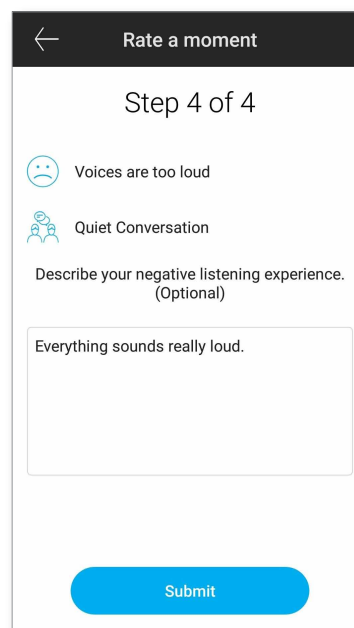 Rate a moment
Step 4 of 4
Voices are too loud
Quiet Conversation
Describe your negative listening experience.
(Optional)
Everything sounds really loud.
Submit